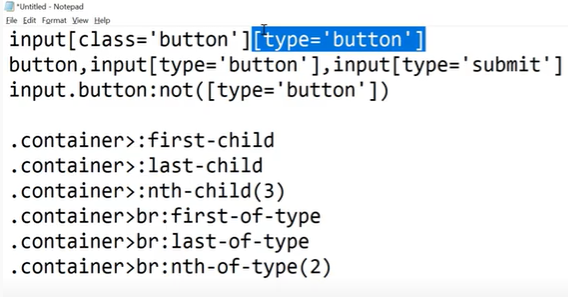 *Untitled - Notepad
File Edit Format View Help
input[class='button'][type='button']
button,input[type='button'],input[type='submit']
input.button:not([type='button'])
.container>:first-child
.container>:last-child
.container>:nth-child(3)
.container>br:first-of-type
.container>br:last-of-type
.container>br:nth-of-type(2)